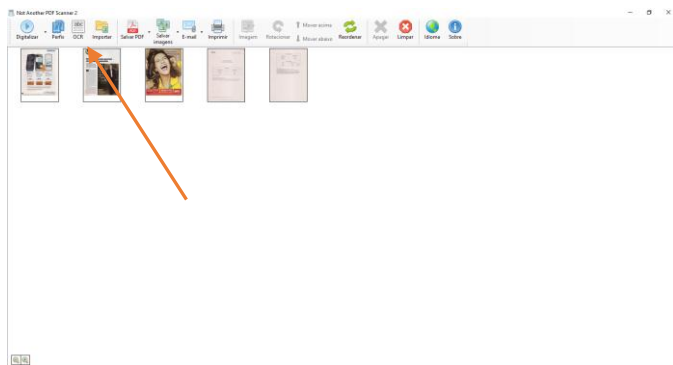 Not Another PDF Scanner 2
Digitalizar Perfis OCR Importar Salvar PDF Salvar imagens E-mail Imprimir Imagem Rotacionar Mover acima Mover abaixo Reordenar Apagar Limpar Idioma Sobre